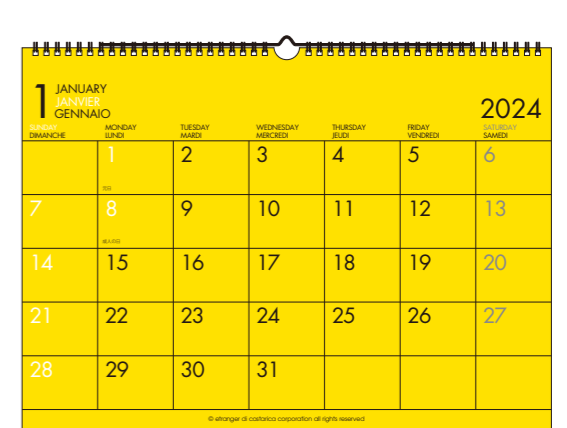 1
JANUARY
JANVIER
GENNAIO
2024
SUNDAY MONDAY TUESDAY WEDNESDAY THURSDAY FRIDAY SATURDAY
DIMANCHE LUNDI MARDI MERCREDI JEUDI VENDREDI SAMEDI
1 2 3 4 5 6
7 8 9 10 11 12 13
14 15 16 17 18 19 20
21 22 23 24 25 26 27
28 29 30 31
© etranger di costarica corporation all rights reserved